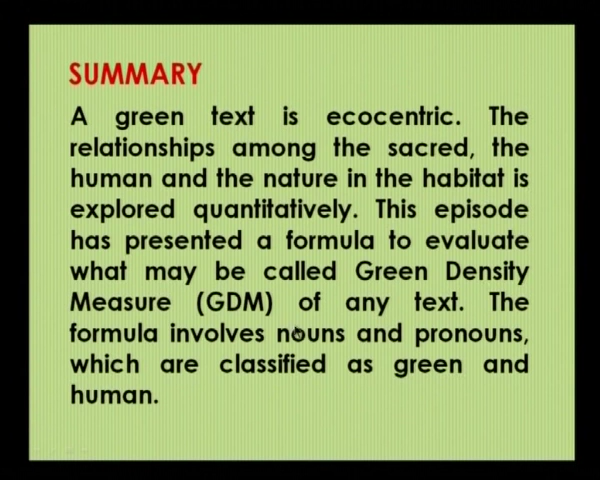 SUMMARY
A green text is ecocentric. The
relationships among the sacred, the
human and the nature in the habitat is
explored quantitatively. This episode
has presented a formula to evaluate
what may be called Green Density
Measure (GDM) of any text. The
formula involves nouns and pronouns,
which are classified as green and
human.